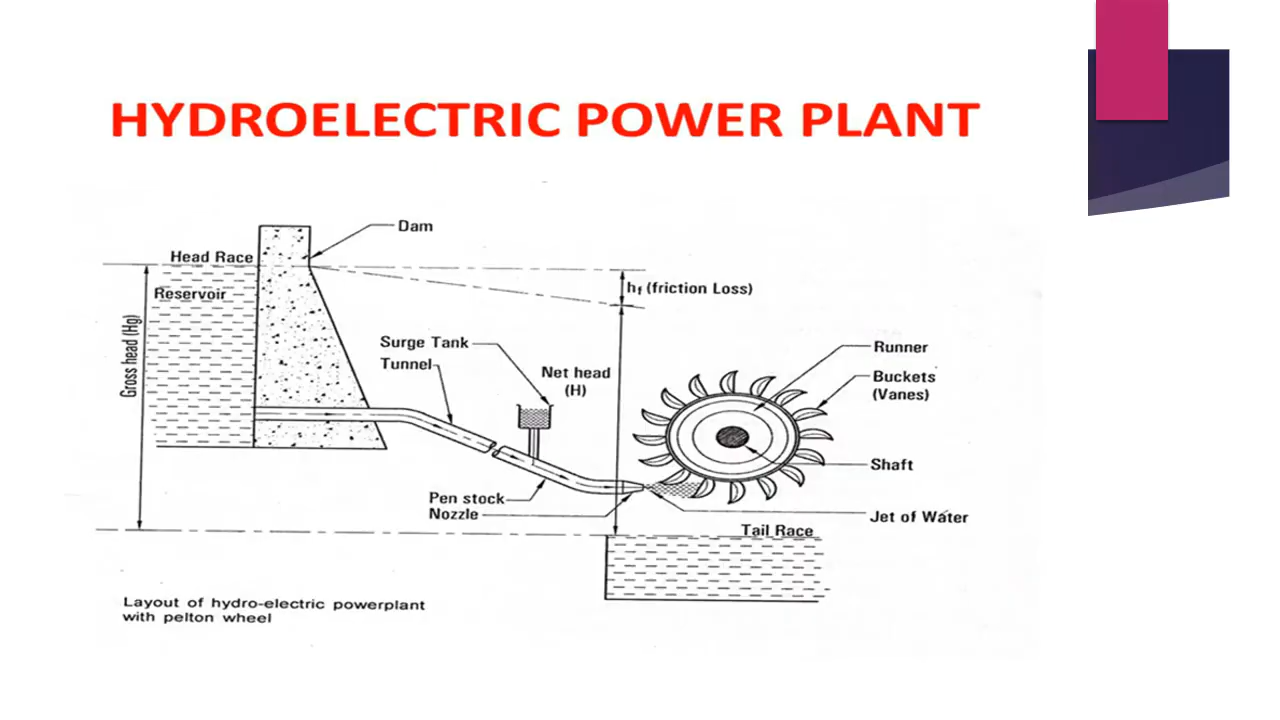 HYDROELECTRIC POWER PLANT
Dam
Head Race
Reservoir
hf (friction Loss)
Gross head (Hg)
Surge Tank
Tunnel
Net head
(H)
Runner
Buckets
(Vanes)
Shaft
Pen stock
Nozzle
Jet of Water
Tail Race
Layout of hydro-electric powerplant
with pelton wheel